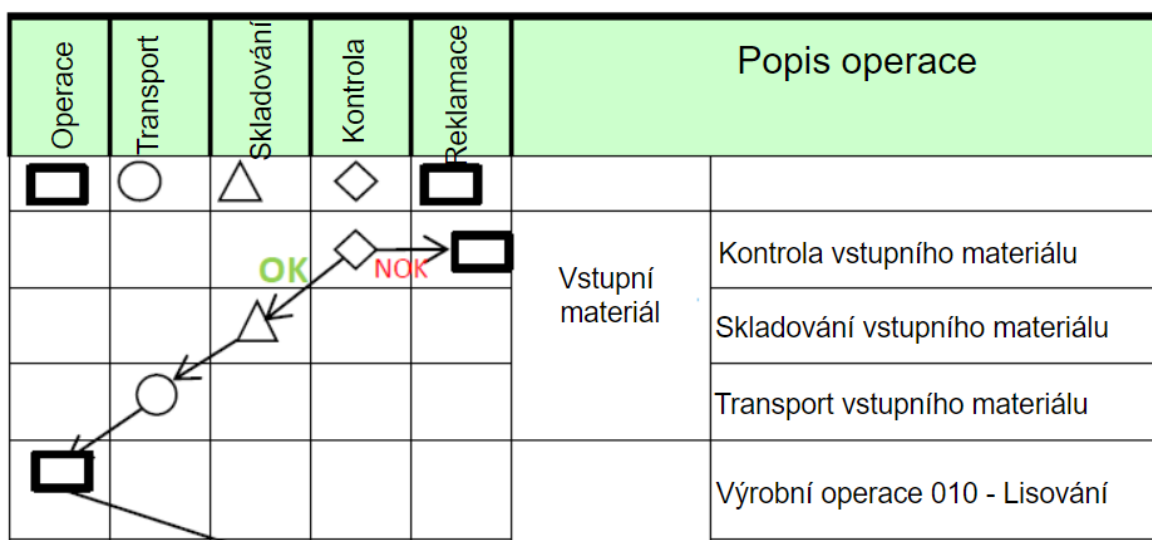 Operace
Transport
Skladování
Kontrola
Reklamace
Popis operace
OK
NOK
Vstupní
materiál
Kontrola vstupního materiálu
Skladování vstupního materiálu
Transport vstupního materiálu
Výrobní operace 010 - Lisování